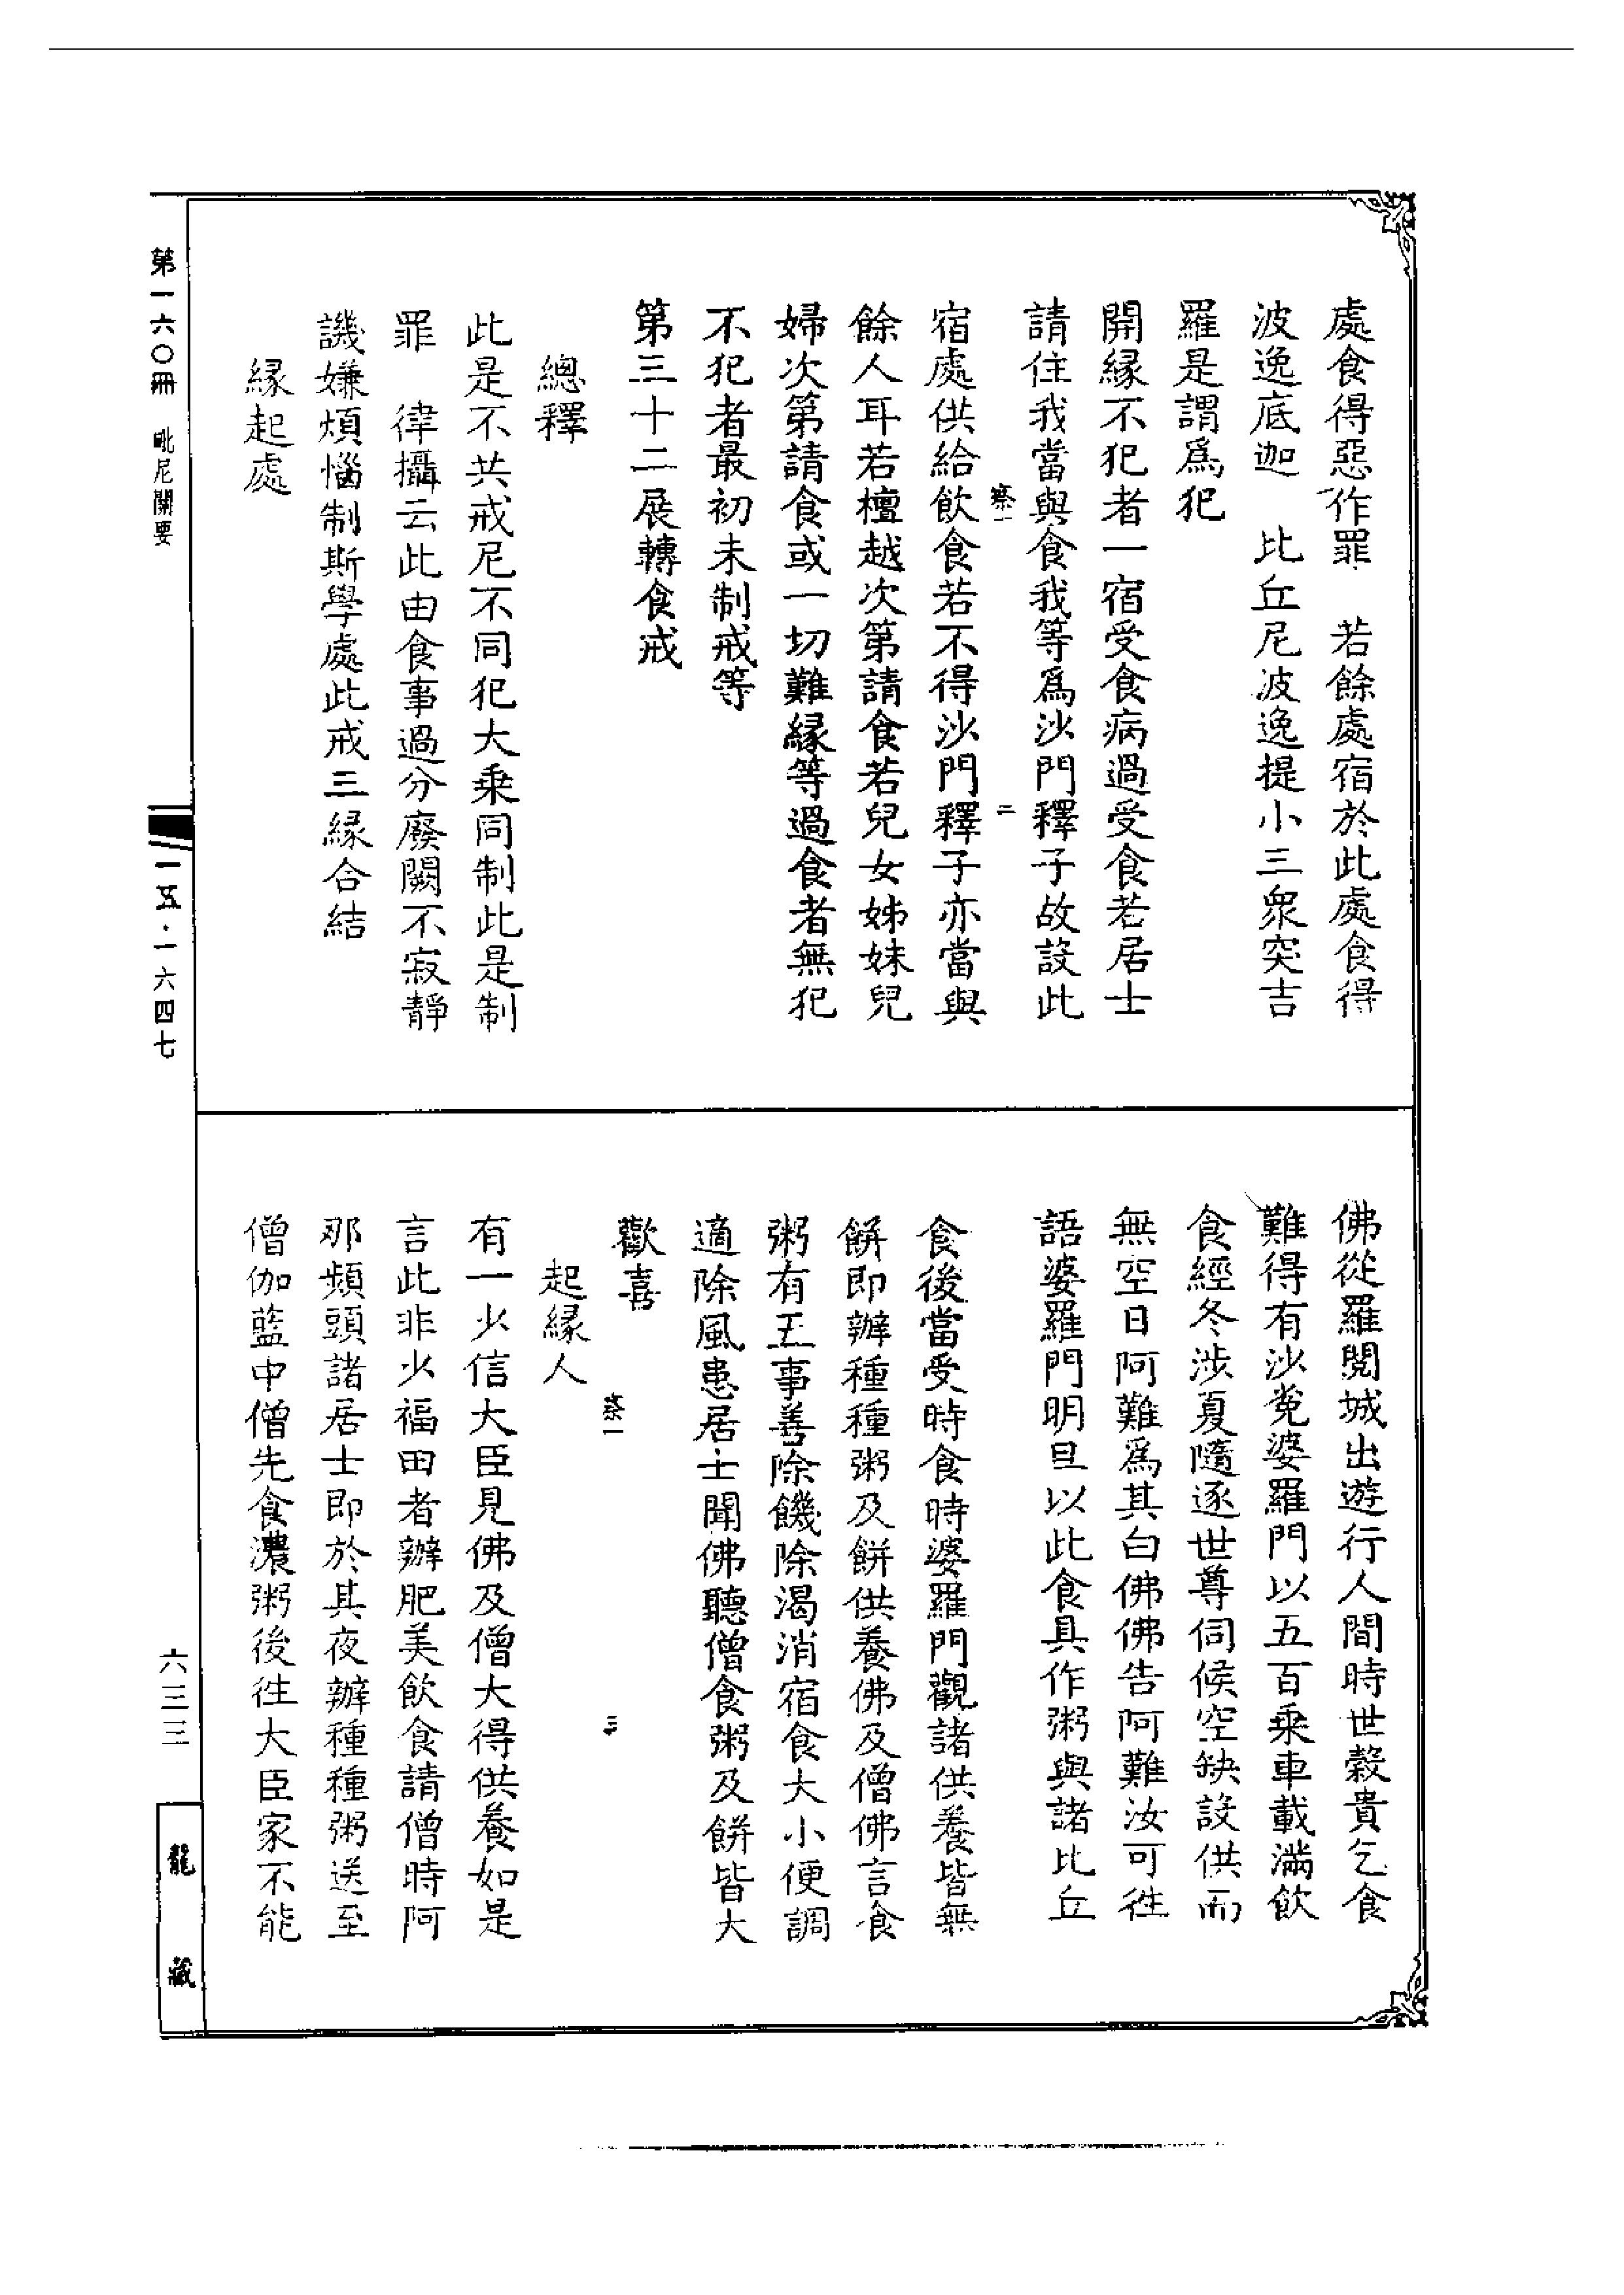 處食得惡作罪　若餘處宿於此處食得
波逸底迦　比丘尼波逸提小三衆突吉
羅是謂爲犯
開緣不犯者一宿受食病過受食若居士
請住我當與食我等爲沙門釋子故設此
宿處供給飲食若不得沙門釋子亦當與
餘人耳若檀越次第請食若兒女姊妹兒
婦次第請食或一切難緣等過食者無犯
不犯者最初未制戒等
第三十二展轉食戒
總釋
此是不共戒尼不同犯大乘同制此是制
罪　律攝云此由食事過分廢闕不寂靜
譏嫌煩惱制斯學處此戒三緣合結
緣起處
佛從羅閱城出遊行人間時世穀貴乞食
難得有沙兗婆羅門以五百乘車載滿飲
食經冬涉夏隨逐世尊伺候空缺設供而
無空日阿難爲其白佛佛告阿難汝可徃
語婆羅門明旦以此食具作粥與諸比丘
食後當受時食時婆羅門觀諸供養皆無
餅即辦種種粥及餅供養佛及僧佛言食
粥有五事善除饑除渴消宿食大小便調
適除風患居士聞佛聽僧食粥及餅皆大
歡喜
起緣人
有一少信大臣見佛及僧大得供養如是
言此非少福田者辦肥美飲食請僧時阿
那頻頭諸居士即於其夜辦種種粥送至
僧伽藍中僧先食濃粥後徃大臣家不能
第一六〇冊　毗尼關要
一五·一六四七
六三三
龍藏